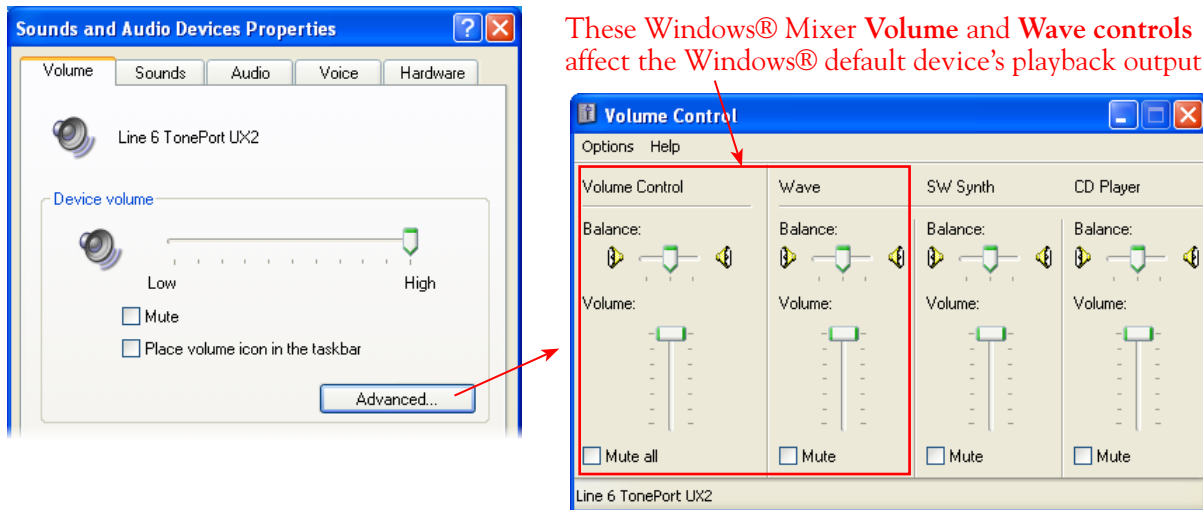 Sounds and Audio Devices Properties
Volume Sounds Audio Voice Hardware
Line 6 TonePort UX2
Device volume
Low High
Mute
Place volume icon in the taskbar
Advanced...
These Windows® Mixer Volume and Wave controls
affect the Windows® default device's playback output
Volume Control
Options Help
Volume Control Wave SW Synth CD Player
Balance: Balance: Balance: Balance:
Volume: Volume: Volume: Volume:
Mute all Mute Mute Mute
Line 6 TonePort UX2